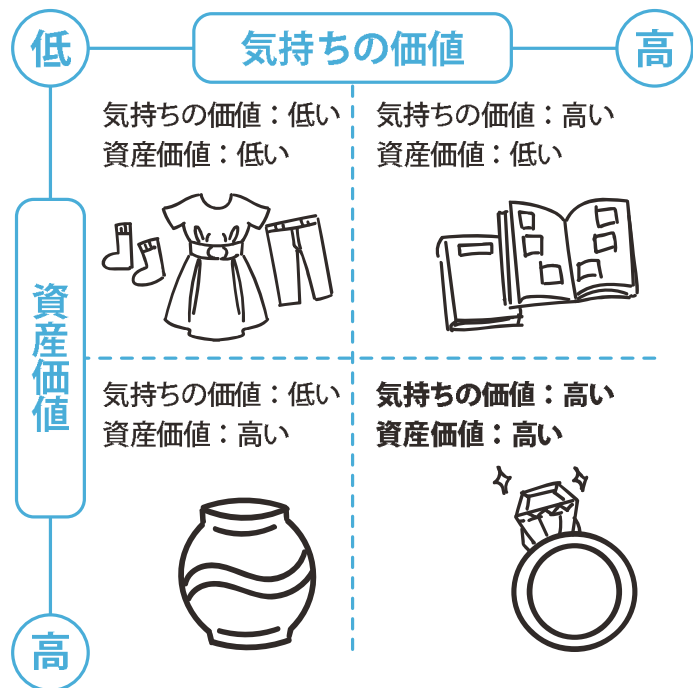 低
気持ちの価値
高
気持ちの価値：低い
資産価値：低い
気持ちの価値：高い
資産価値：低い
資産価値
気持ちの価値：低い
資産価値：高い
気持ちの価値：高い
資産価値：高い
高